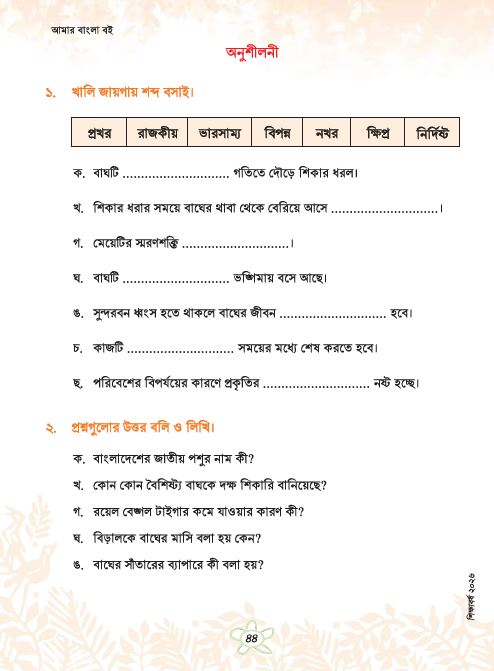 আমার বাংলা বই
অনুশীলনী
১. খালি জায়গায় শব্দ বসাই।
প্রখর রাজকীয় ভারসাম্য বিপন্ন নখর ক্ষিপ্র নির্দিষ্ট
ক. বাঘটি ............................ গতিতে দৌড়ে শিকার ধরল।
খ. শিকার ধরার সময়ে বাঘের থাবা থেকে বেরিয়ে আসে ............................।
গ. মেয়েটির স্মরণশক্তি ............................।
ঘ. বাঘটি ............................ ভঙ্গিমায় বসে আছে।
ঙ. সুন্দরবন ধ্বংস হতে থাকলে বাঘের জীবন ............................ হবে।
চ. কাজটি ............................ সময়ের মধ্যে শেষ করতে হবে।
ছ. পরিবেশের বিপর্যয়ের কারণে প্রকৃতির ............................ নষ্ট হচ্ছে।
২. প্রশ্নগুলোর উত্তর বলি ও লিখি।
ক. বাংলাদেশের জাতীয় পশুর নাম কী?
খ. কোন কোন বৈশিষ্ট্য বাঘকে দক্ষ শিকারি বানিয়েছে?
গ. রয়েল বেঙ্গল টাইগার কমে যাওয়ার কারণ কী?
ঘ. বিড়ালকে বাঘের মাসি বলা হয় কেন?
ঙ. বাঘের সাঁতারের ব্যাপারে কী বলা হয়?
শিক্ষাবর্ষ ২০২৬
৪৪